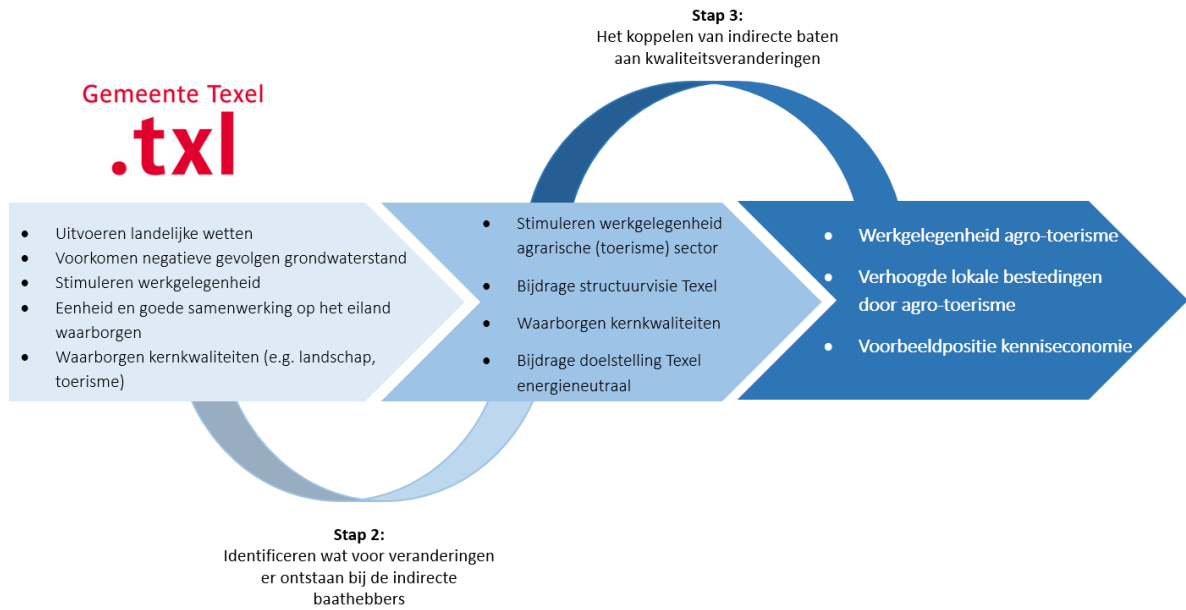 Stap 3:
Het koppelen van indirecte baten
aan kwaliteitsveranderingen
Gemeente Texel
.txl
• Uitvoeren landelijke wetten
• Voorkomen negatieve gevolgen grondwaterstand
• Stimuleren werkgelegenheid
• Eenheid en goede samenwerking op het eiland
waarborgen
• Waarborgen kernkwaliteiten (e.g. landschap,
toerisme)
• Stimuleren werkgelegenheid
agrarische (toerisme) sector
• Bijdrage structuurvisie Texel
• Waarborgen kernkwaliteiten
• Bijdrage doelstelling Texel
energieneutraal
• Werkgelegenheid agro-toerisme
• Verhoogde lokale bestedingen
door agro-toerisme
• Voorbeeldpositie kenniseconomie
Stap 2:
Identificeren wat voor veranderingen
er ontstaan bij de indirecte
baathebbers